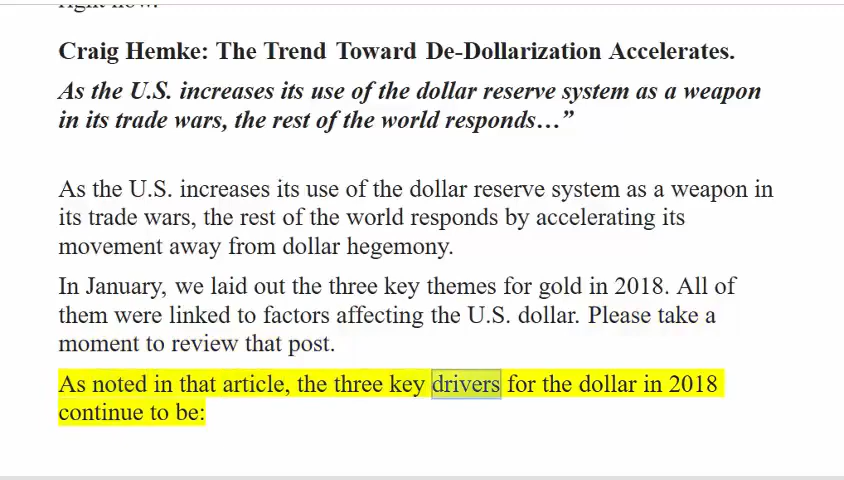 Craig Hemke: The Trend Toward De-Dollarization Accelerates.
As the U.S. increases its use of the dollar reserve system as a weapon
in its trade wars, the rest of the world responds…”
As the U.S. increases its use of the dollar reserve system as a weapon in
its trade wars, the rest of the world responds by accelerating its
movement away from dollar hegemony.
In January, we laid out the three key themes for gold in 2018. All of
them were linked to factors affecting the U.S. dollar. Please take a
moment to review that post.
As noted in that article, the three key drivers for the dollar in 2018
continue to be: